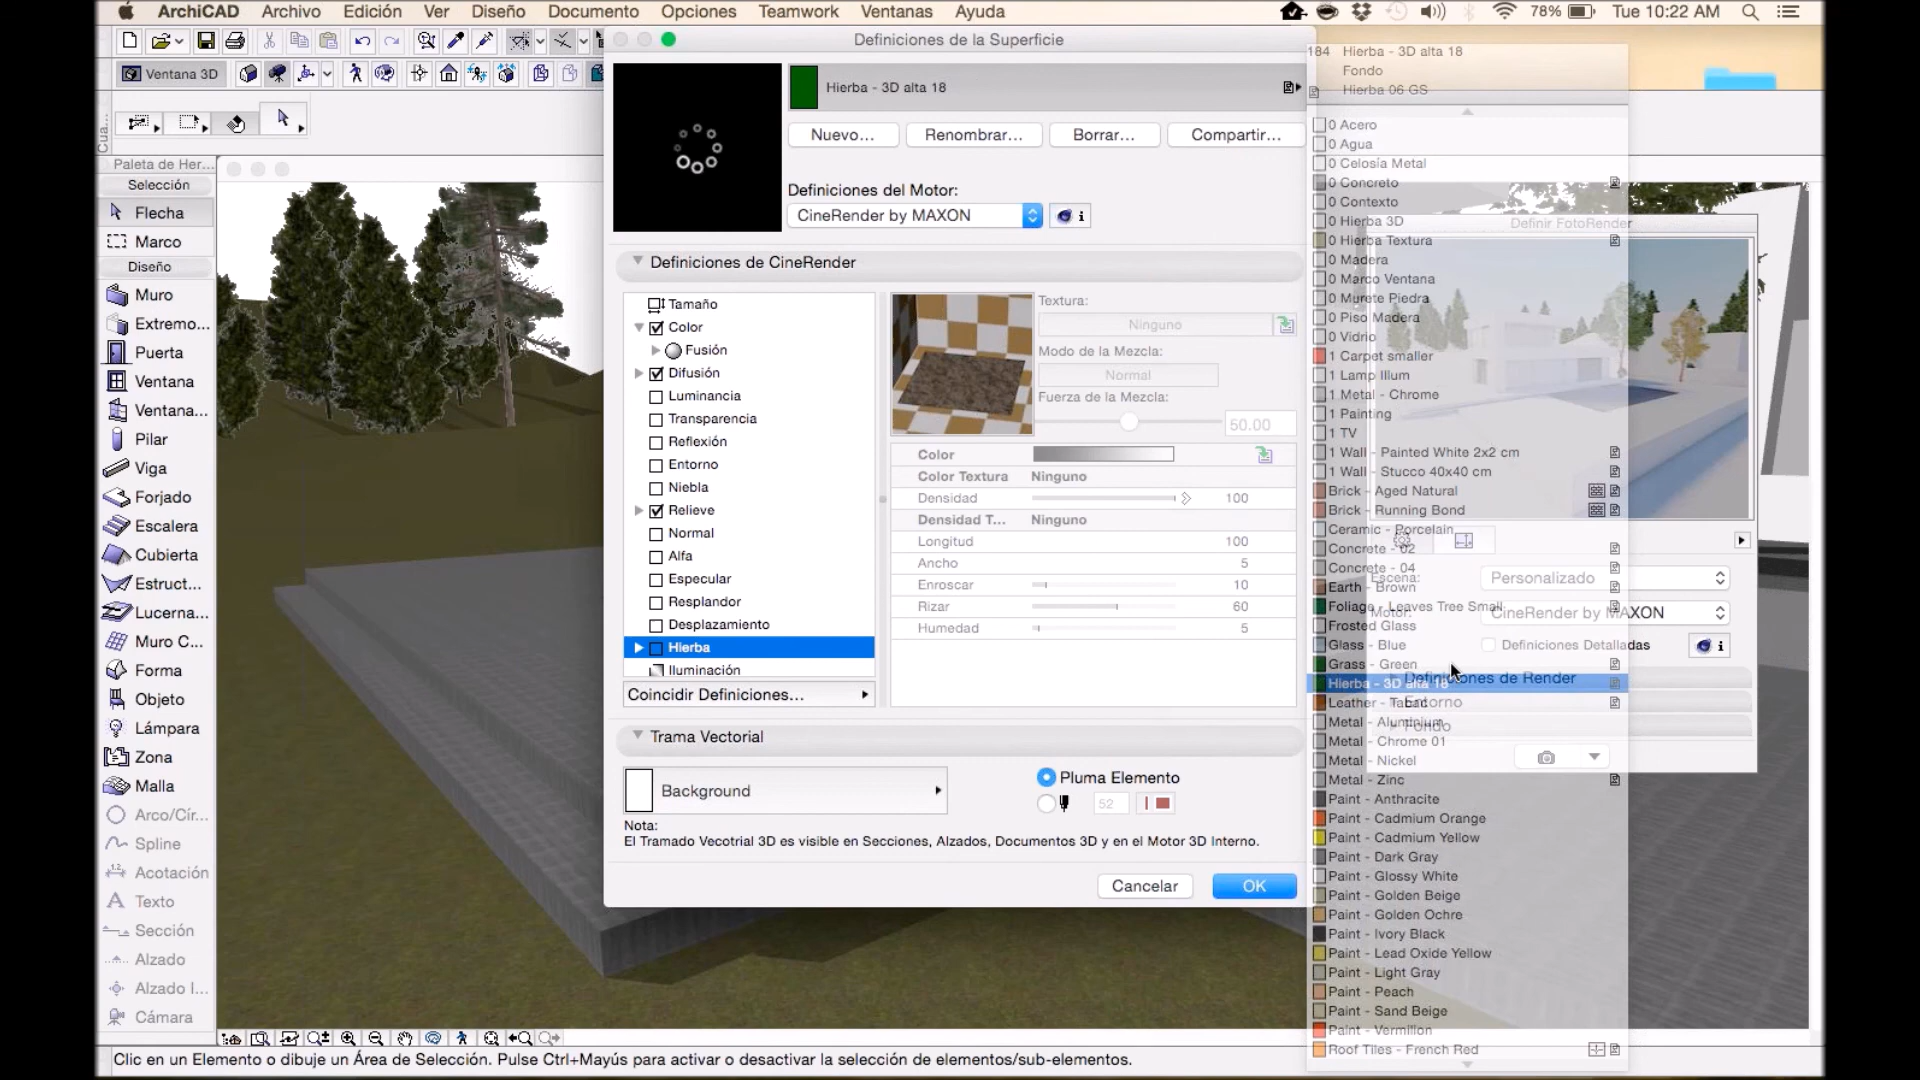 ArchiCAD Archivo Edición Ver Diseño Documento Opciones Teamwork Ventanas Ayuda 78% Tue 10:22 AM
Ventana 3D
Cua...
Paleta de Her...
Selección
Flecha
Marco
Diseño
Muro
Extremo...
Puerta
Ventana
Ventana...
Pilar
Viga
Forjado
Escalera
Cubierta
Estruct...
Lucerna...
Muro C...
Forma
Objeto
Lámpara
Zona
Malla
Arco/Cír...
Spline
Acotación
Texto
Sección
Alzado
Alzado I...
Cámara
Definiciones de la Superficie
Hierba - 3D alta 18
Nuevo... Renombrar... Borrar... Compartir...
Definiciones del Motor:
CineRender by MAXON
Definiciones de CineRender
Tamaño
Color
Fusión
Difusión
Luminancia
Transparencia
Reflexión
Entorno
Niebla
Relieve
Normal
Alfa
Especular
Resplandor
Desplazamiento
Hierba
Iluminación
Coincidir Definiciones...
Textura:
Ninguno
Modo de la Mezcla:
Normal
Fuerza de la Mezcla:
50.00
Color
Color Textura Ninguno
Densidad 100
Densidad T... Ninguno
Longitud 100
Ancho 5
Enroscar 10
Rizar 60
Humedad 5
Trama Vectorial
Background
Pluma Elemento
52
Nota:
El Tramado Vecotrial 3D es visible en Secciones, Alzados, Documentos 3D y en el Motor 3D Interno.
Cancelar OK
184 Hierba - 3D alta 18
Fondo
Hierba 06 GS
0 Acero
0 Agua
0 Celosía Metal
0 Concreto
0 Contexto
0 Hierba 3D
0 Hierba Textura
0 Madera
0 Marco Ventana
0 Murete Piedra
0 Piso Madera
0 Vidrio
1 Carpet smaller
1 Lamp Illum
1 Metal - Chrome
1 Painting
1 TV
1 Wall - Painted White 2x2 cm
1 Wall - Stucco 40x40 cm
Brick - Aged Natural
Brick - Running Bond
Ceramic - Porcelain
Concrete - 02
Concrete - 04
Earth - Brown
Foliage - Leaves Tree Small
Frosted Glass
Glass - Blue
Grass - Green
Hierba - 3D alta 18
Leather -
Metal - Aluminium
Metal - Chrome 01
Metal - Nickel
Metal - Zinc
Paint - Anthracite
Paint - Cadmium Orange
Paint - Cadmium Yellow
Paint - Dark Gray
Paint - Glossy White
Paint - Golden Beige
Paint - Golden Ochre
Paint - Ivory Black
Paint - Lead Oxide Yellow
Paint - Light Gray
Paint - Peach
Paint - Sand Beige
Paint - Vermilion
Roof Tiles - French Red
Definir FotoRender
Escena: Personalizado
Motor: CineRender by MAXON
Definiciones Detalladas
Definiciones de Render
Entorno
Fondo
Clic en un Elemento o dibuje un Área de Selección. Pulse Ctrl+Mayús para activar o desactivar la selección de elementos/sub-elementos.